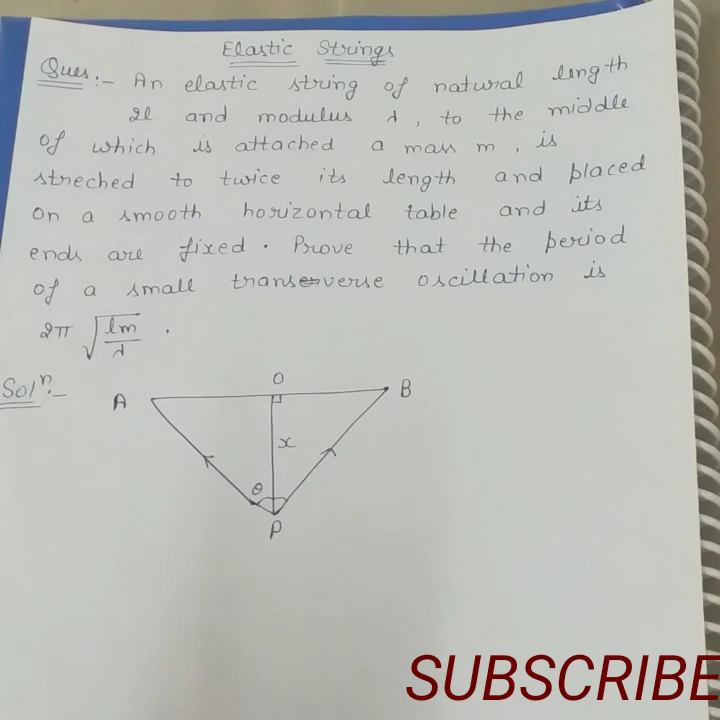 Elastic Strings
Ques:- An elastic string of natural length
2l and modulus λ, to the middle
of which is attached a mass m, is
streched to twice its length and placed
on a smooth horizontal table and its
ends are fixed. Prove that the period
of a small transverse oscillation is
2π √(lm/λ) .
Solⁿ:-
A O B
x
θ
P
SUBSCRIBE